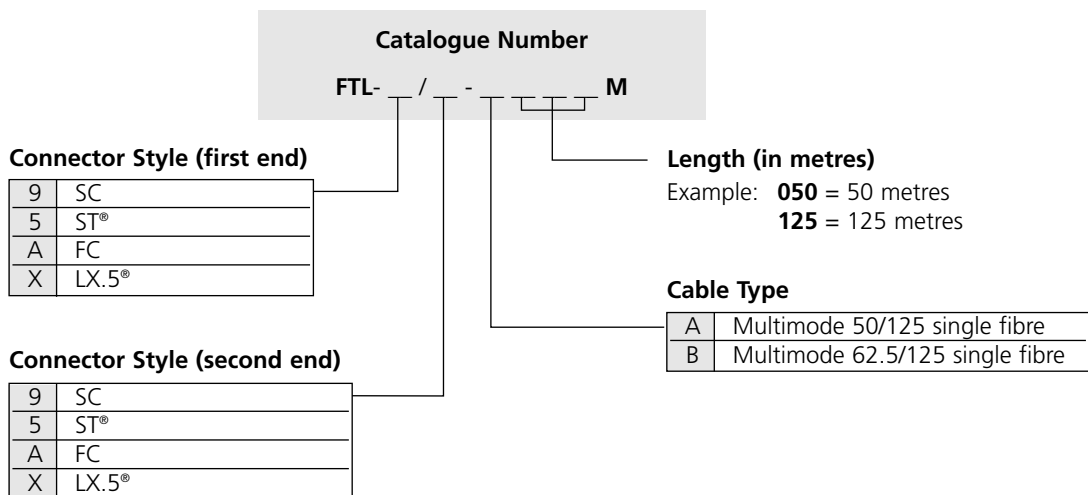 Catalogue Number
FTL- __ / __ - __ __ __ __ M
Connector Style (first end)
9 SC
5 ST®
A FC
X LX.5®
Length (in metres)
Example: 050 = 50 metres
125 = 125 metres
Cable Type
A Multimode 50/125 single fibre
B Multimode 62.5/125 single fibre
Connector Style (second end)
9 SC
5 ST®
A FC
X LX.5®